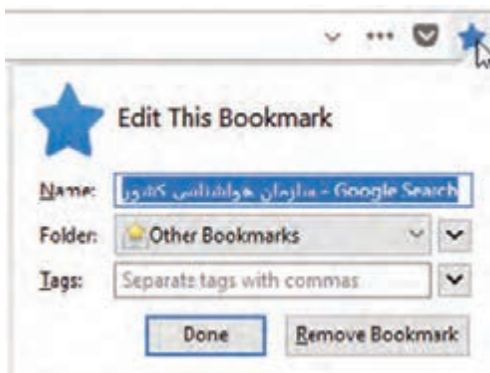 Edit This Bookmark
Name: سازمان هواشناسی کشور - Google Search
Folder: Other Bookmarks
Tags: Separate tags with commas
Done Remove Bookmark